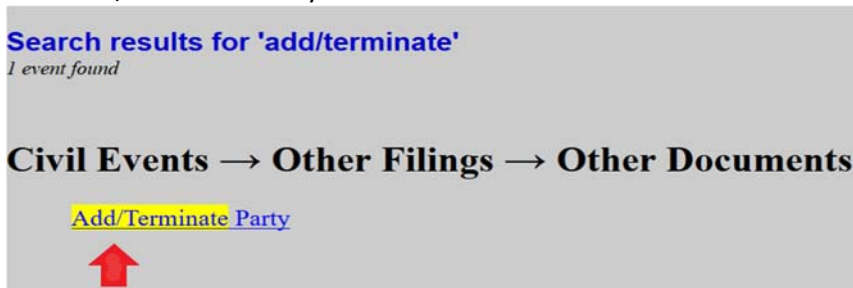 Search results for 'add/terminate'
1 event found
Civil Events → Other Filings → Other Documents
Add/Terminate Party